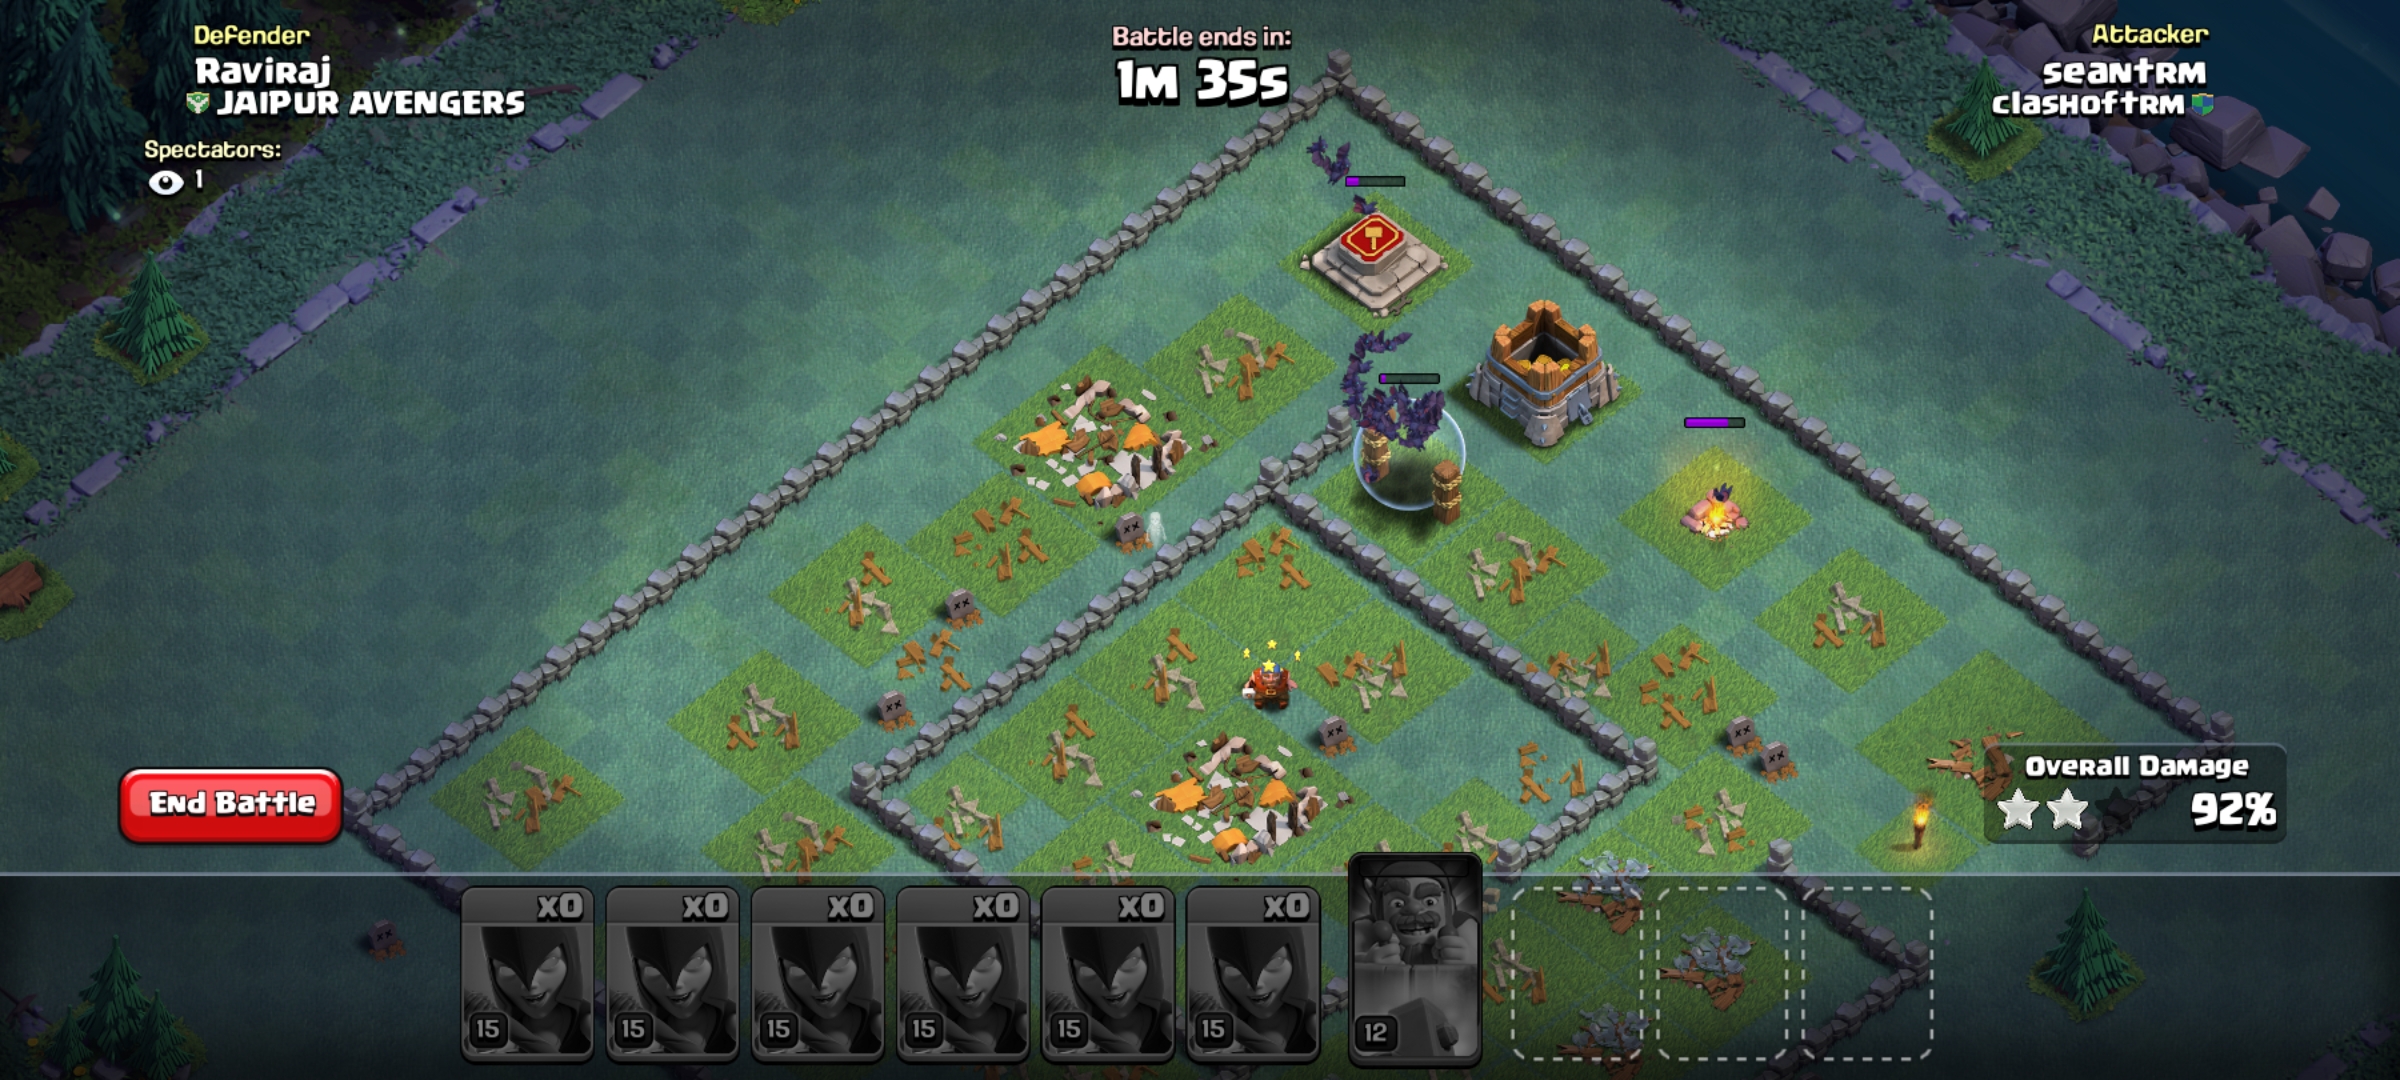 Defender
Raviraj
JAIPUR AVENGERS
Spectators:
1
Battle ends in:
1M 35s
Attacker
seantrm
clashoftrm
End Battle
Overall Damage
92%
x0 x0 x0 x0 x0 x0
15 15 15 15 15 15 12